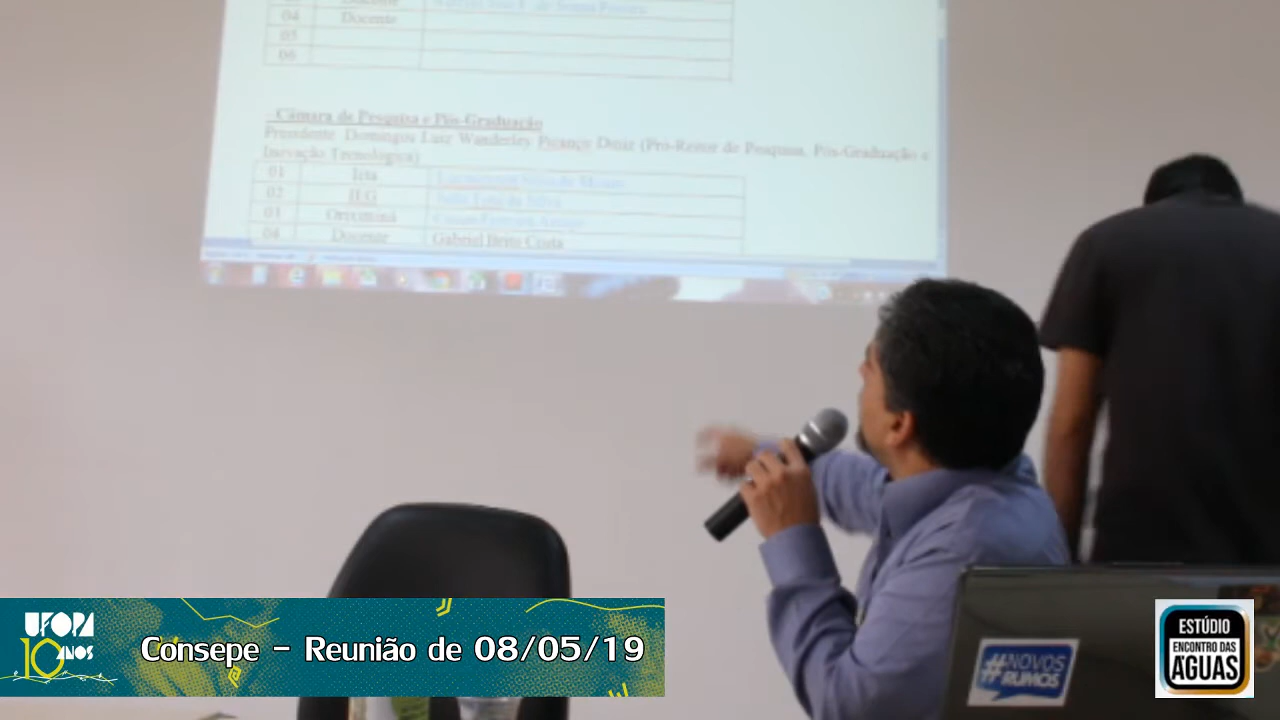 04 Docente
05
06
Câmara de Pesquisa e Pós-Graduação
Presidente: Domingos Luiz Wanderley Picanço Diniz (Pró-Reitor de Pesquisa, Pós-Graduação e
Inovação Tecnológica)
01 Icta
02 IEG
03 Oriximiná
04 Docente Gabriel Brito Costa
UFOPA
10 ANOS
Consepe - Reunião de 08/05/19
#NOVOS
RUMOS
ESTÚDIO
ENCONTRO DAS
ÁGUAS